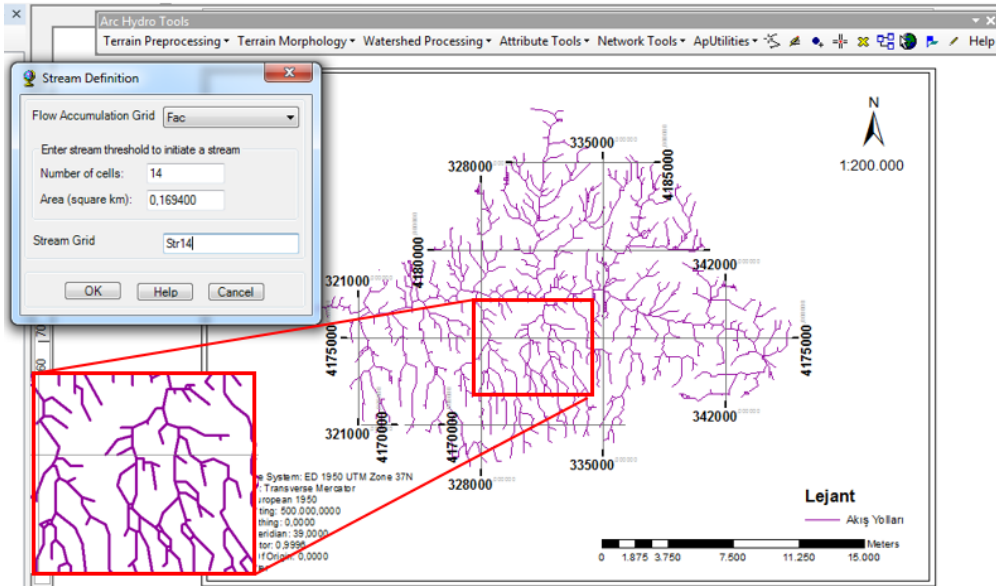 Arc Hydro Tools
Terrain Preprocessing Terrain Morphology Watershed Processing Attribute Tools Network Tools ApUtilities Help
Stream Definition
Flow Accumulation Grid Fac
Enter stream threshold to initiate a stream
Number of cells: 14
Area (square km): 0,169400
Stream Grid Str14
OK Help Cancel
N
1:200.000
335000
328000
4185000
4180000
342000
321000
4175000
4175000
342000
321000
4170000
4170000
335000
328000
e System: ED 1950 UTM Zone 37N
: Transverse Mercator
uropean 1950
ting: 500.000,0000
thing: 0,0000
eridian: 39,0000
tor: 0,9996
f Origin: 0,0000
Lejant
Akış Yolları
Meters
0 1.875 3.750 7.500 11.250 15.000